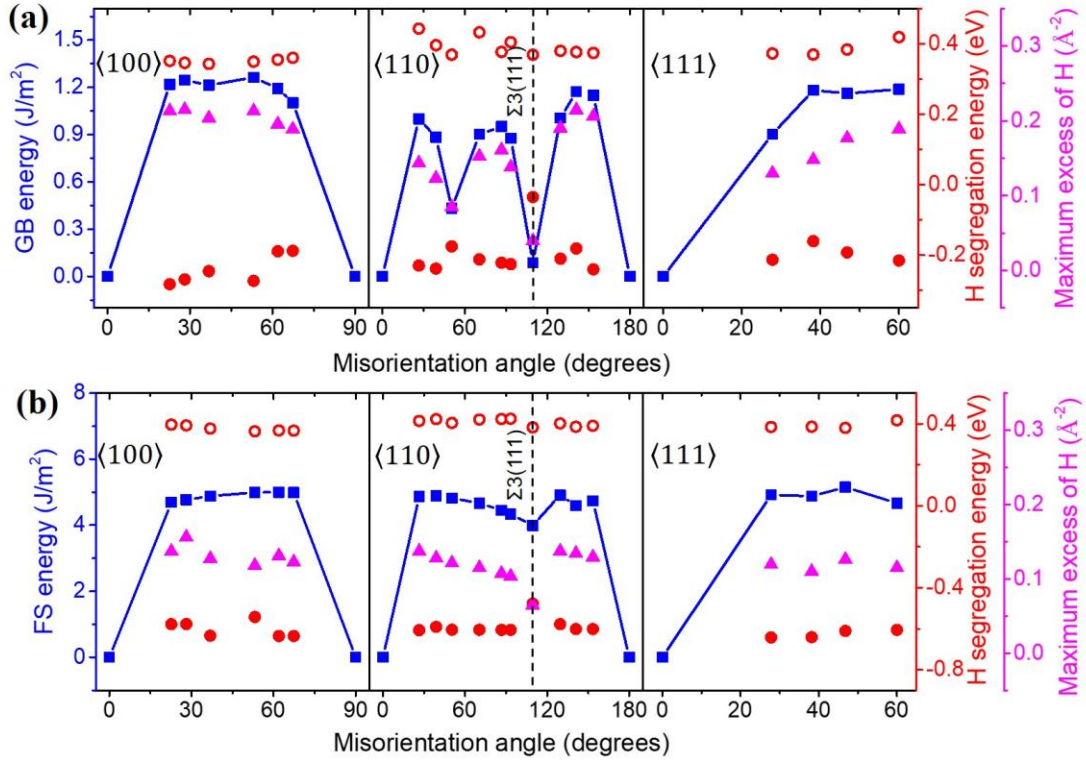 (a)
GB energy (J/m²)
1.5
1.2
0.9
0.6
0.3
0.0
⟨100⟩
⟨110⟩
Σ3(111)
⟨111⟩
0.4
0.2
0.0
-0.2
H segregation energy (eV)
0.3
0.2
0.1
0.0
Maximum excess of H (Å⁻²)
0 30 60 90 0 60 120 180 0 20 40 60
Misorientation angle (degrees)
(b)
FS energy (J/m²)
8
6
4
2
0
⟨100⟩
⟨110⟩
Σ3(111)
⟨111⟩
0.4
0.0
-0.4
-0.8
H segregation energy (eV)
0.3
0.2
0.1
0.0
Maximum excess of H (Å⁻²)
0 30 60 90 0 30 60 90 120 180 0 20 40 60
Misorientation angle (degrees)